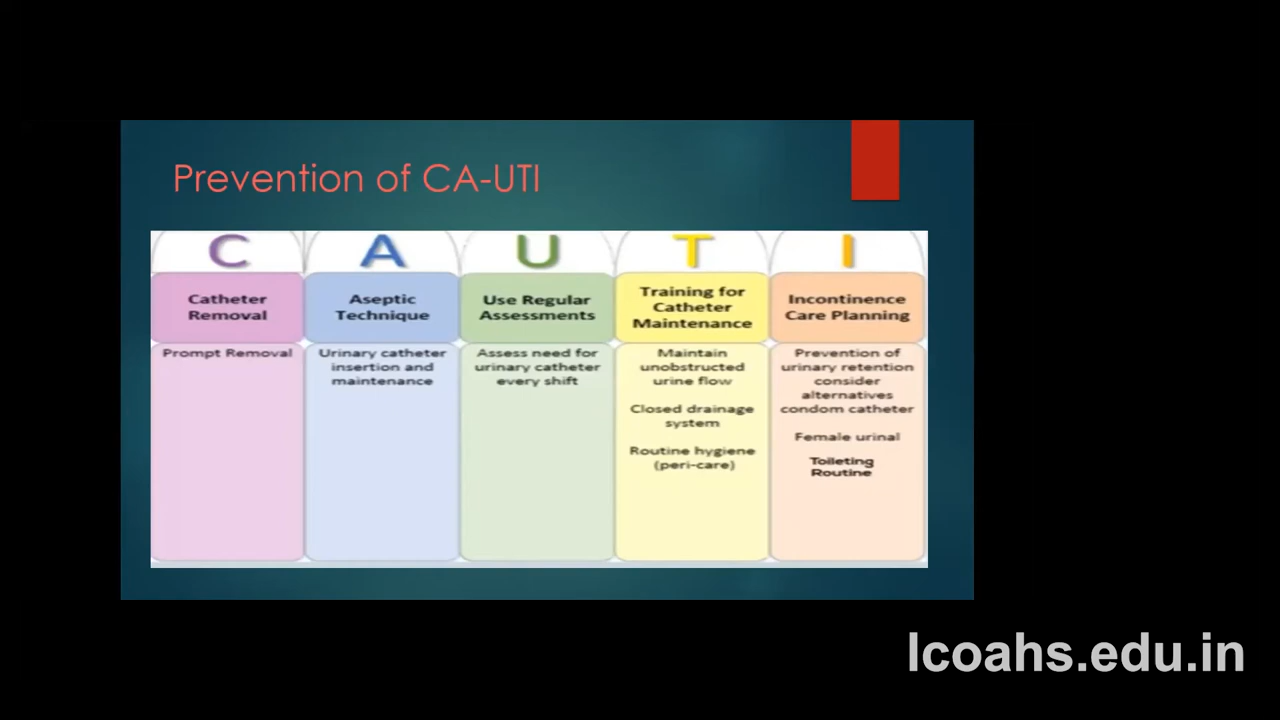 Prevention of CA-UTI
C
A
U
T
I
Catheter
Removal
Aseptic
Technique
Use Regular
Assessments
Training for
Catheter
Maintenance
Incontinence
Care Planning
Prompt Removal
Urinary catheter
insertion and
maintenance
Assess need for
urinary catheter
every shift
Maintain
unobstructed
urine flow
Closed drainage
system
Routine hygiene
(peri-care)
Prevention of
urinary retention
consider
alternatives
condom catheter
Female urinal
Toileting
Routine
lcoahs.edu.in